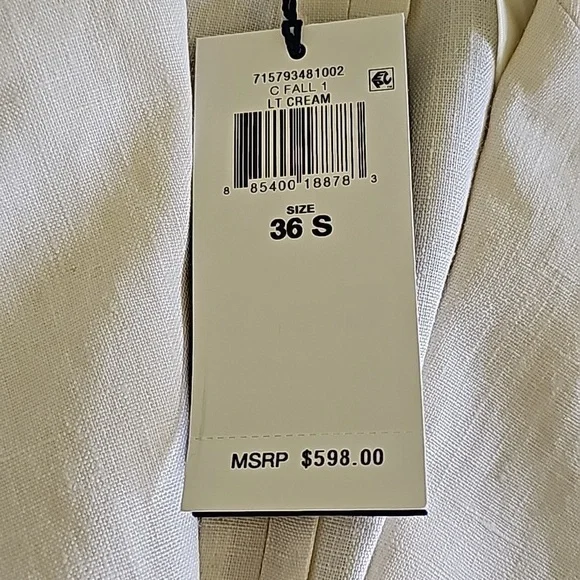 715793481002
C FALL 1
LT CREAM
8 85400 18878 3
SIZE
36 S
MSRP $598.00